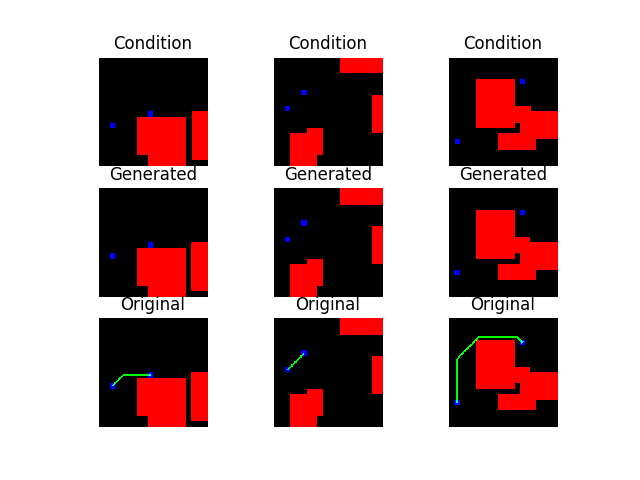 Condition Condition Condition
Generated Generated Generated
Original Original Original